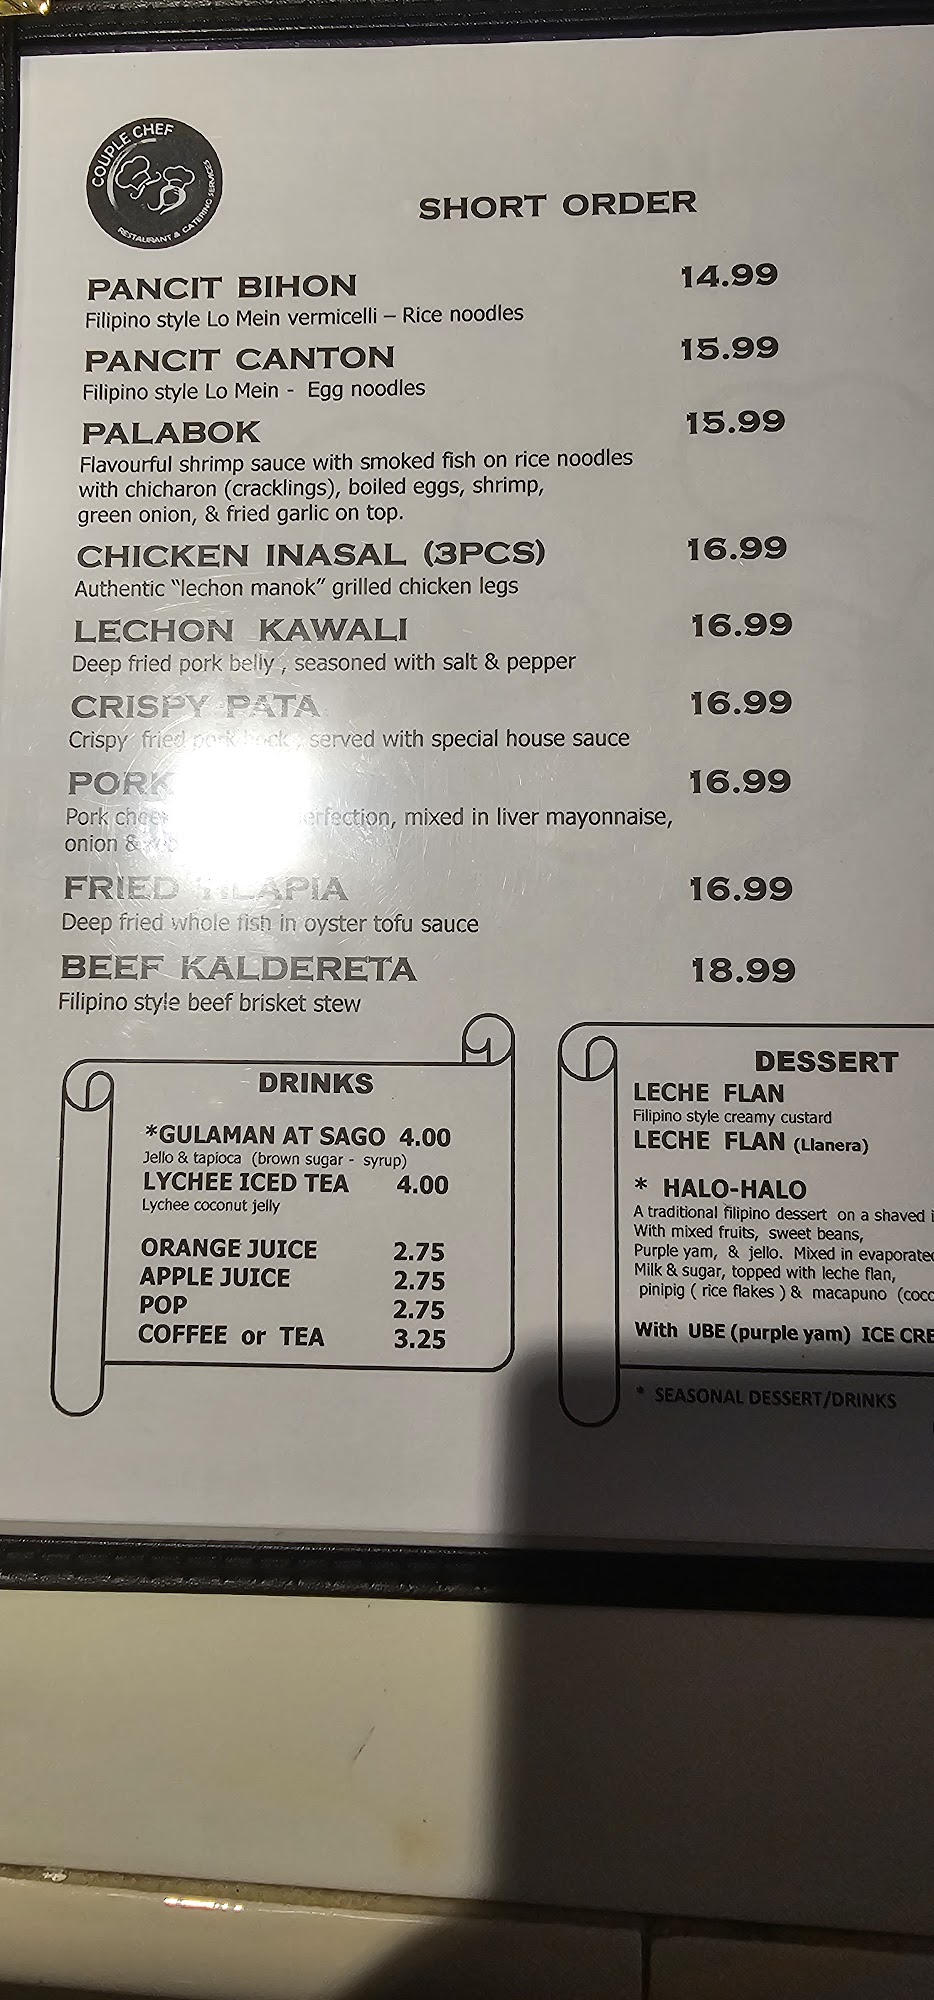 COUPLE CHEF
RESTAURANT & CATERING SERVICES
SHORT ORDER
PANCIT BIHON 14.99
Filipino style Lo Mein vermicelli – Rice noodles
PANCIT CANTON 15.99
Filipino style Lo Mein - Egg noodles
PALABOK 15.99
Flavourful shrimp sauce with smoked fish on rice noodles
with chicharon (cracklings), boiled eggs, shrimp,
green onion, & fried garlic on top.
CHICKEN INASAL (3PCS) 16.99
Authentic “lechon manok” grilled chicken legs
LECHON KAWALI 16.99
Deep fried pork belly , seasoned with salt & pepper
CRISPY PATA 16.99
Crispy fried pork hock , served with special house sauce
PORK 16.99
Pork mixed in liver mayonnaise,
onion &
FRIED TILAPIA 16.99
Deep fried whole fish in oyster tofu sauce
BEEF KALDERETA 18.99
Filipino style beef brisket stew
DRINKS
*GULAMAN AT SAGO 4.00
Jello & tapioca (brown sugar - syrup)
LYCHEE ICED TEA 4.00
Lychee coconut jelly
ORANGE JUICE 2.75
APPLE JUICE 2.75
POP 2.75
COFFEE or TEA 3.25
DESSERT
LECHE FLAN
Filipino style creamy custard
LECHE FLAN (Llanera)
* HALO-HALO
A traditional filipino dessert on a shaved
With mixed fruits, sweet beans,
Purple yam, & jello. Mixed in evaporated
Milk & sugar, topped with leche flan,
pinipig ( rice flakes ) & macapuno
With UBE (purple yam) ICE
* SEASONAL DESSERT/DRINKS